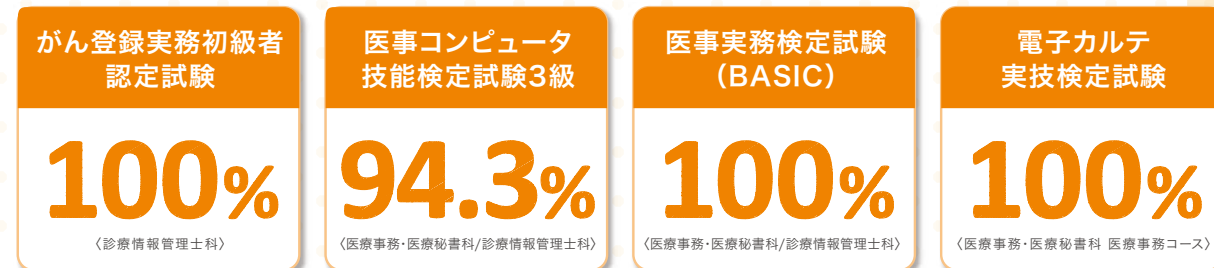 がん登録実務初級者
認定試験
100%
〈診療情報管理士科〉
医事コンピュータ
技能検定試験3級
94.3%
〈医療事務・医療秘書科/診療情報管理士科〉
医事実務検定試験
（BASIC）
100%
〈医療事務・医療秘書科/診療情報管理士科〉
電子カルテ
実技検定試験
100%
〈医療事務・医療秘書科 医療事務コース〉